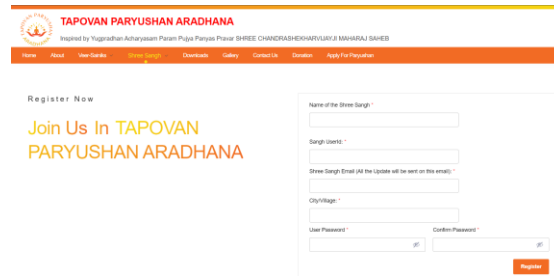 TAPOVAN PARYUSHAN ARADHANA
Inspired by Yugpradhan Acharyasam Param Pujya Panyas Pravar SHREE CHANDRASHEKHARVIJAYJI MAHARAJ SAHEB
Home About Veer-Sainiks Shree Sangh Downloads Gallery Contact Us Donation Apply For Paryushan
Register Now
Join Us In TAPOVAN
PARYUSHAN ARADHANA
Name of the Shree Sangh *
Sangh UserId: *
Shree Sangh Email (All the Update will be sent on this email): *
City/Village: *
User Password * Confirm Password *
Register